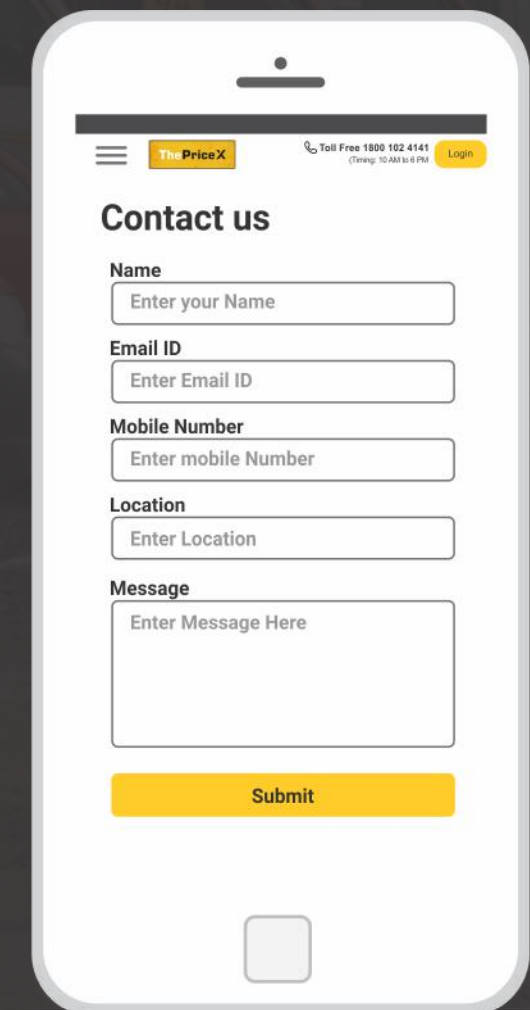 ThePriceX
Toll Free 1800 102 4141
(Timing: 10 AM to 6 PM
Login
Contact us
Name
Enter your Name
Email ID
Enter Email ID
Mobile Number
Enter mobile Number
Location
Enter Location
Message
Enter Message Here
Submit